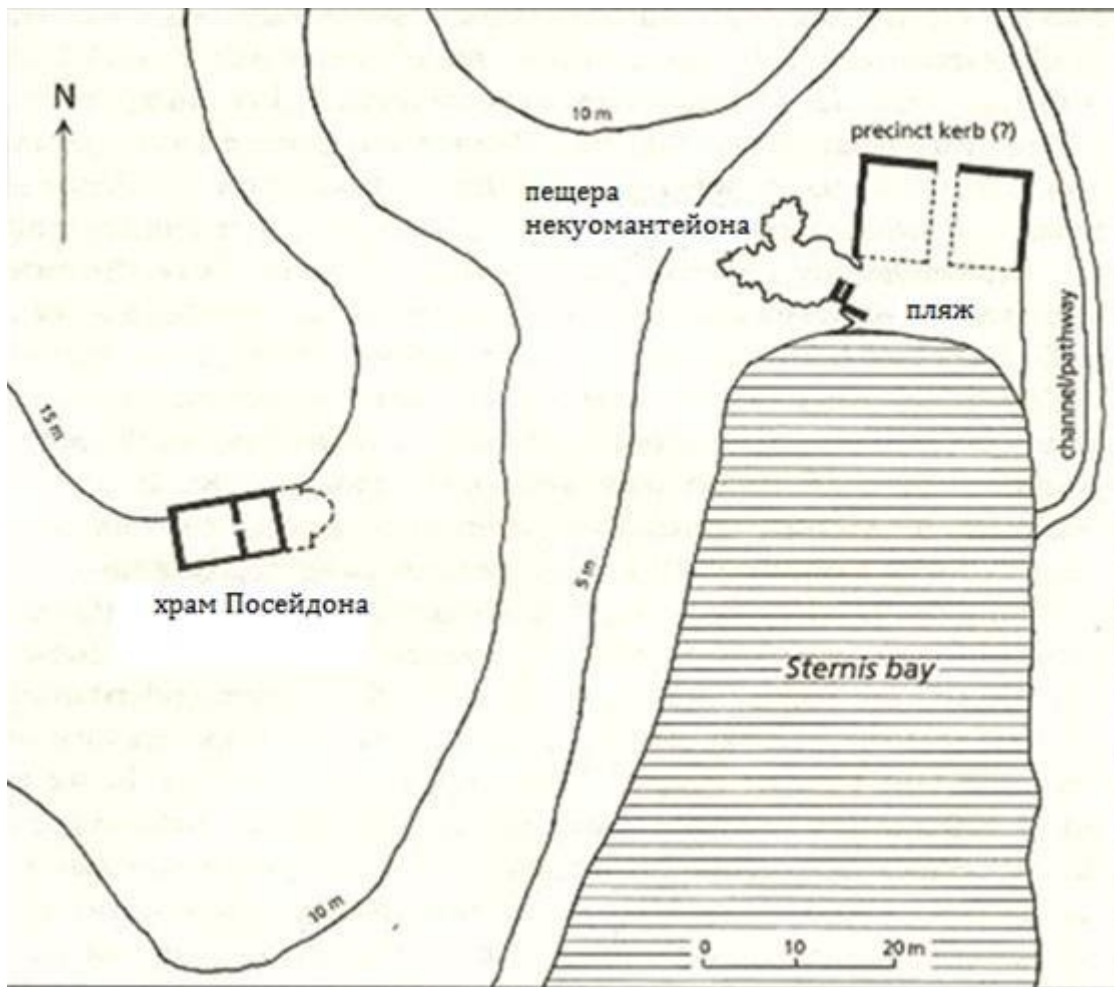 N
10 m
precinct kerb (?)
пещера
некуомантейона
пляж
channel/pathway
15 m
5 m
храм Посейдона
Sternis bay
10 m
0 10 20 m